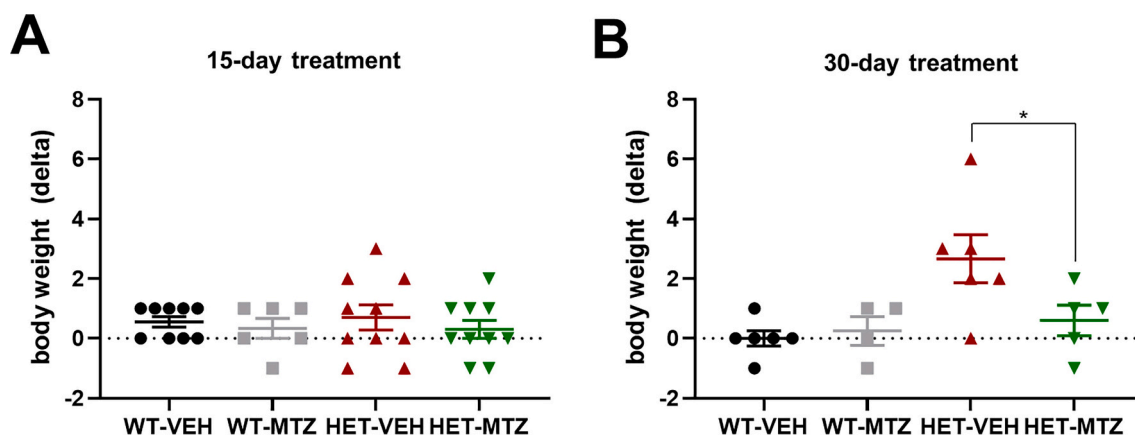 A
15-day treatment
body weight (delta)
8
6
4
2
0
-2
WT-VEH WT-MTZ HET-VEH HET-MTZ
B
30-day treatment
body weight (delta)
8
6
4
2
0
-2
*
WT-VEH WT-MTZ HET-VEH HET-MTZ